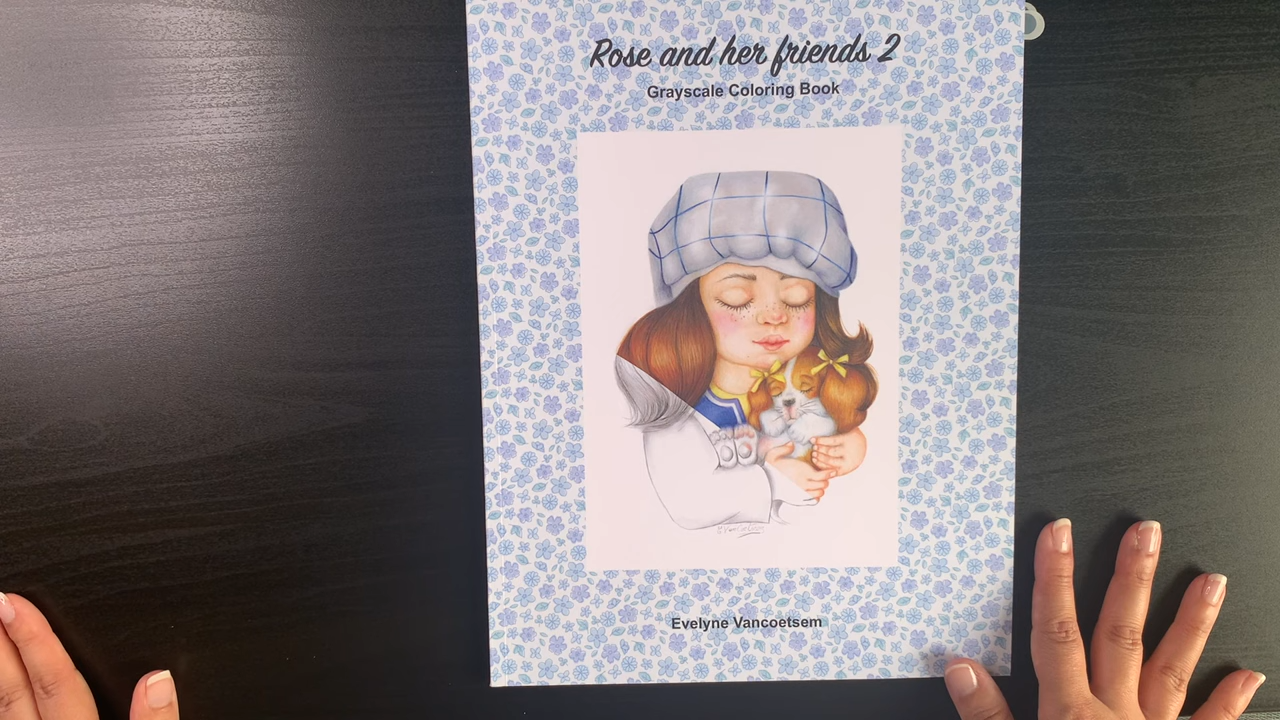 Rose and her friends 2
Grayscale Coloring Book
Evelyne Vancoetsem